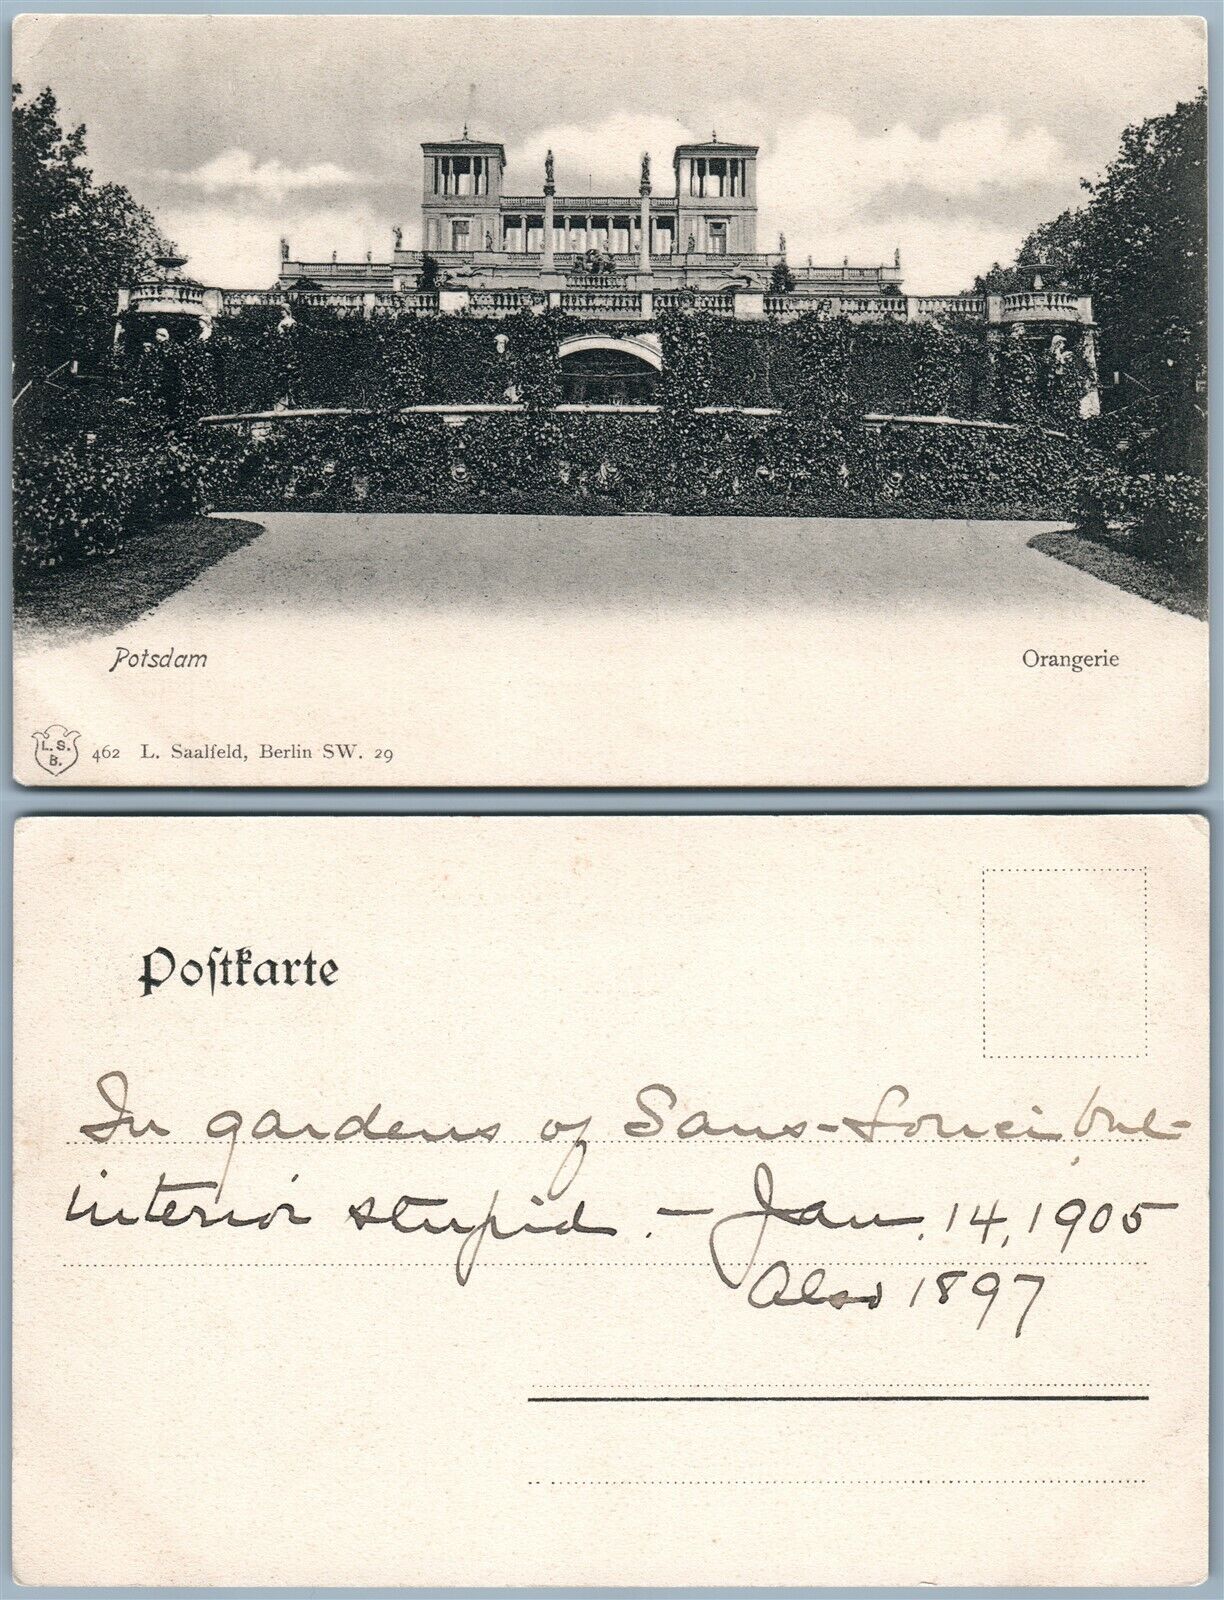 Potsdam
Orangerie
L.S.
B.
462 L. Saalfeld, Berlin SW. 29
Poſtkarte
In gardens of Sans-Souci but-
interior stupid. - Jan. 14, 1905
Also 1897